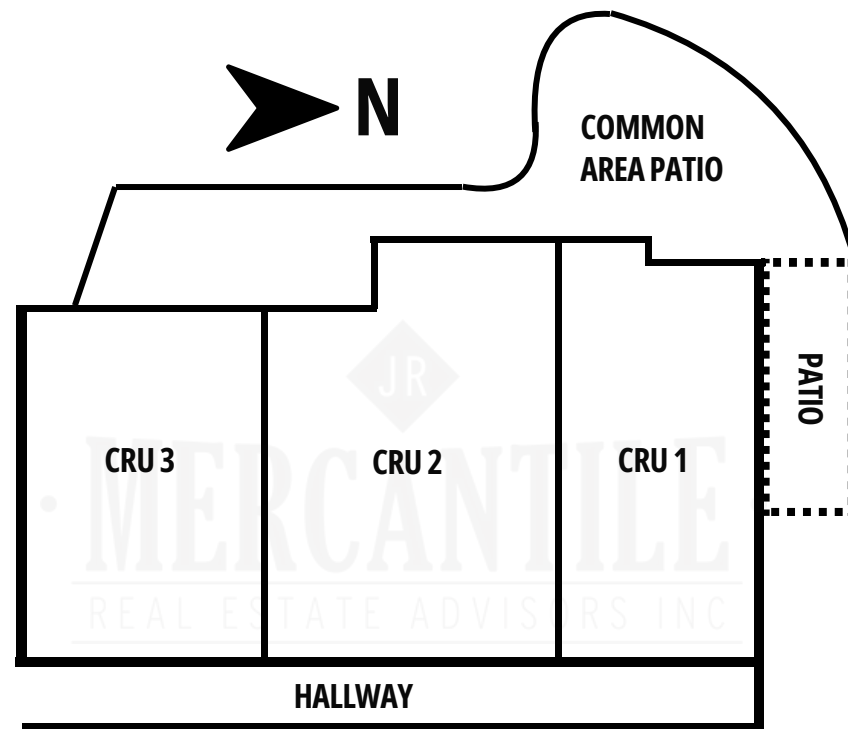 N
COMMON
AREA PATIO
PATIO
JR
CRU 3
CRU 2
CRU 1
MERCANTILE
REAL ESTATE ADVISORS INC
HALLWAY